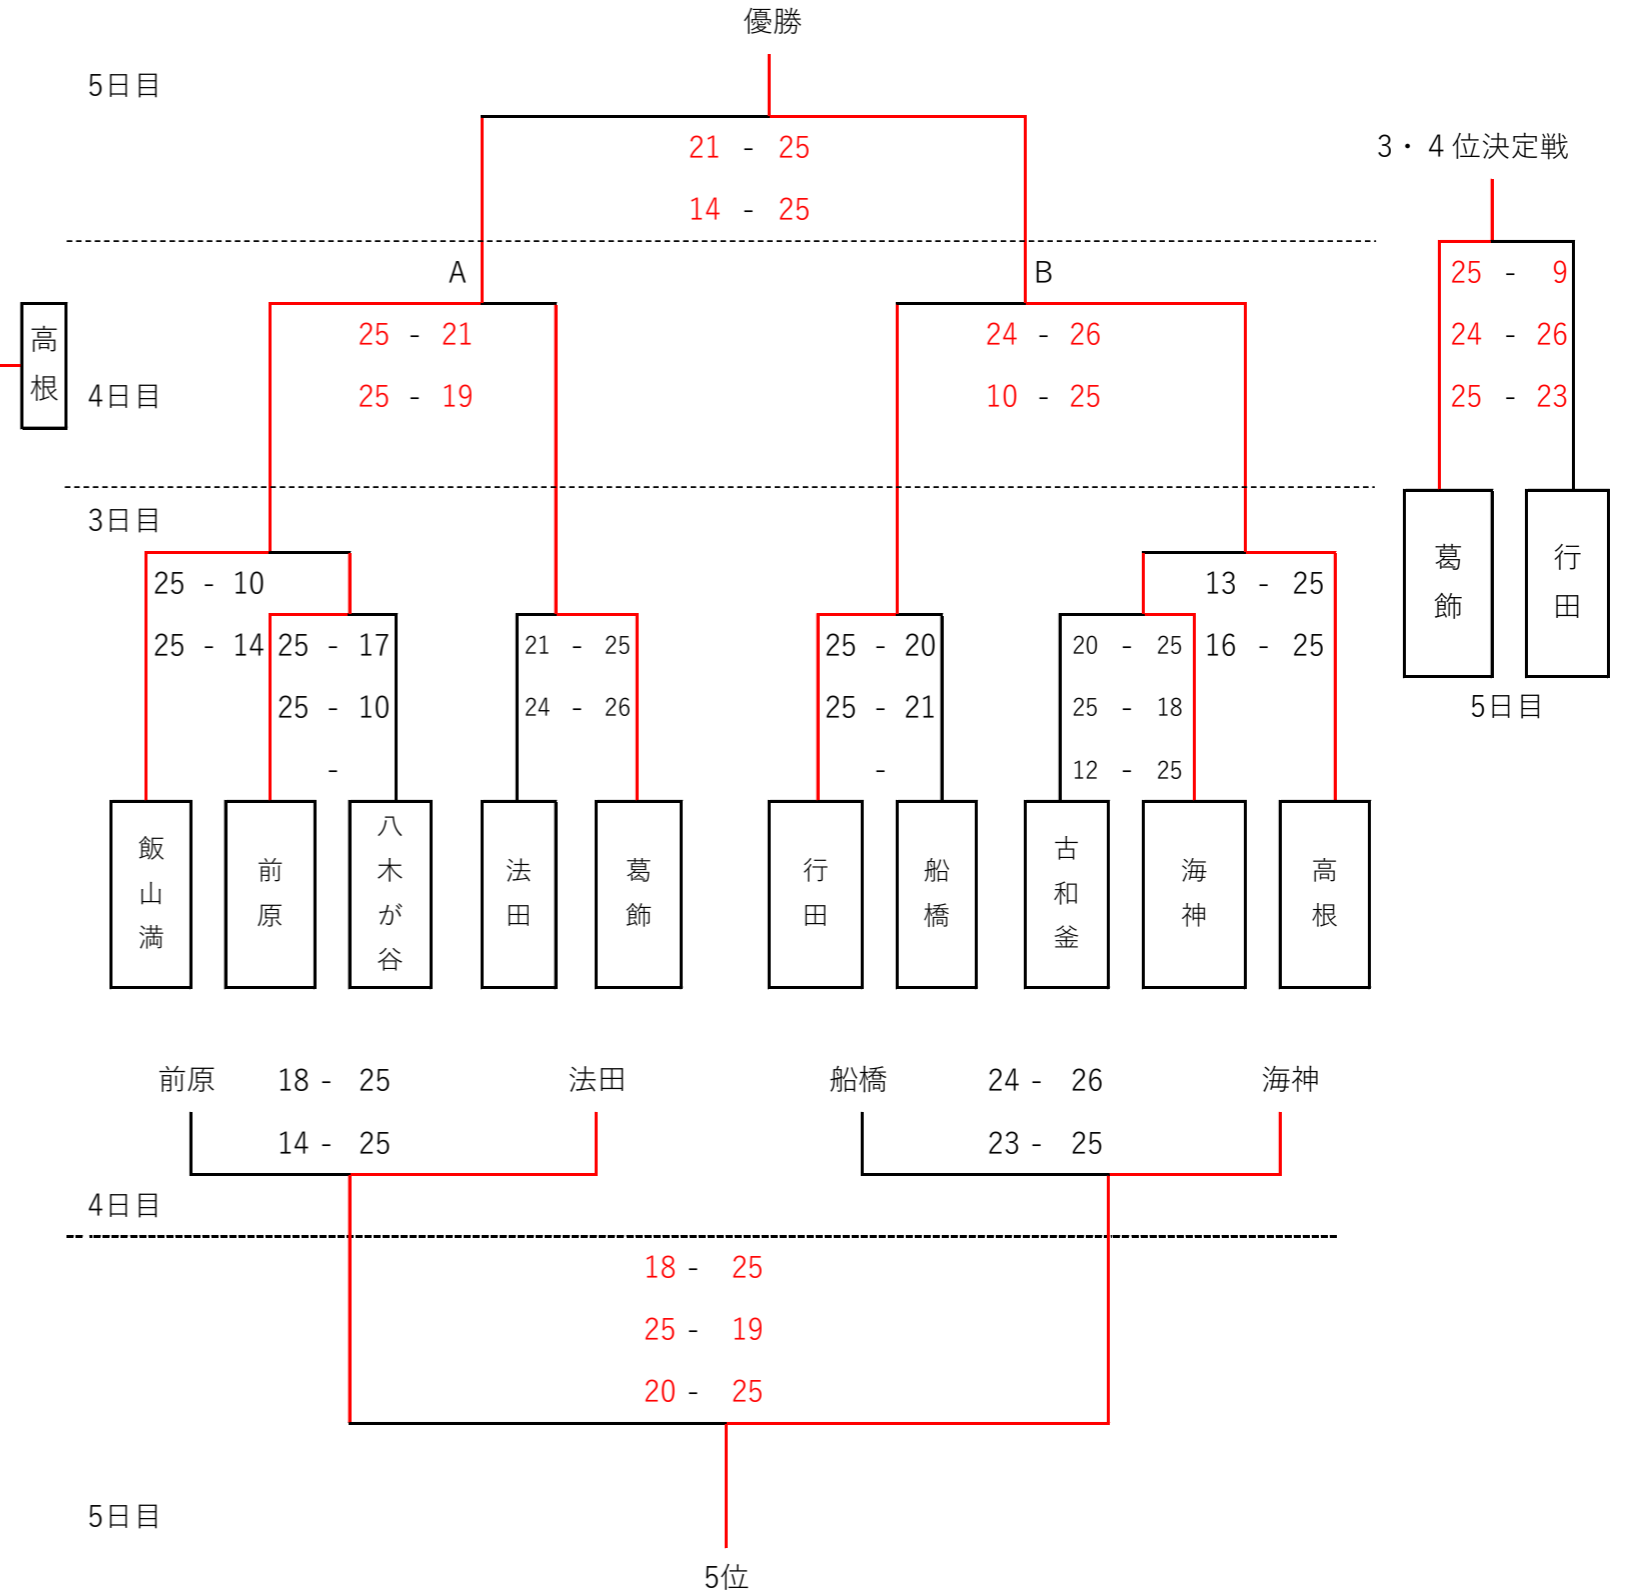 優勝
5日目
21 - 25
3・４位決定戦
14 - 25
A
B
25 - 9
高根
25 - 21
24 - 26
24 - 26
4日目
25 - 19
10 - 25
25 - 23
3日目
葛飾
行田
25 - 10
13 - 25
25 - 14
25 - 17
21 - 25
25 - 20
20 - 25
16 - 25
25 - 10
24 - 26
25 - 21
25 - 18
5日目
-
-
12 - 25
飯山満
前原
八木が谷
法田
葛飾
行田
船橋
古和釜
海神
高根
前原
18 - 25
法田
船橋
24 - 26
海神
14 - 25
23 - 25
4日目
18 - 25
25 - 19
20 - 25
5日目
5位